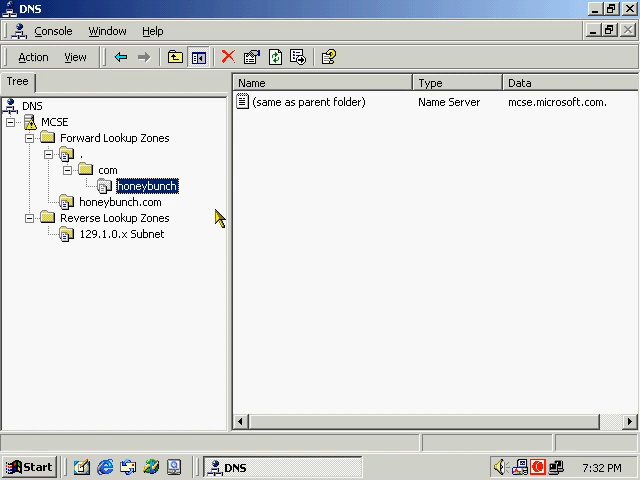 DNS
Console Window Help
Action View
Tree
Name Type Data
DNS
MCSE
Forward Lookup Zones
.
com
honeybunch
honeybunch.com
Reverse Lookup Zones
129.1.0.x Subnet
(same as parent folder) Name Server mcse.microsoft.com.
Start DNS 7:32 PM